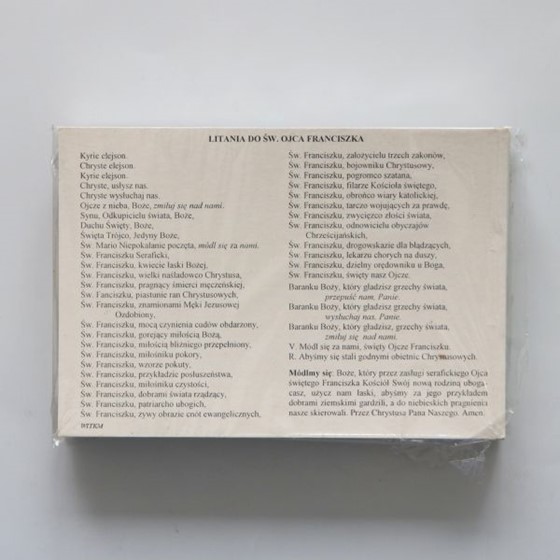 LITANIA DO ŚW. OJCA FRANCISZKA
Kyrie elejson.
Chryste elejson.
Kyrie elejson.
Chryste, usłysz nas.
Chryste wysłuchaj nas.
Ojcze z nieba, Boże, zmiłuj się nad nami.
Synu, Odkupicielu świata, Boże,
Duchu Święty, Boże,
Święta Trójco, Jedyny Boże,
Św. Mario Niepokalanie poczęta, módl się za nami.
Św. Franciszku Seraficki,
Św. Franciszku, kwiecie łaski Bożej,
Św. Franciszku, wielki naśladowco Chrystusa,
Św. Franciszku, pragnący śmierci męczeńskiej,
Św. Fanciszku, piastunie ran Chrystusowych,
Św. Franciszku, znamionami Męki Jezusowej
Ozdobiony,
Św. Franciszku, mocą czynienia cudów obdarzony,
Św. Franciszku, gorejący miłością Bożą,
Św. Franciszku, miłością bliźniego przepełniony,
Św. Franciszku, miłośniku pokory,
Św. Franciszku, wzorze pokuty,
Św. Franciszku, przykładzie posłuszeństwa,
Św. Franciszku, miłośniku czystości,
Św. Franciszku, dobrami świata rządzący,
Św. Franciszku, patriarcho ubogich,
Św. Franciszku, żywy obrazie cnót ewangelicznych,
WITKM
Św. Franciszku, założycielu trzech zakonów,
Św. Franciszku, bojowniku Chrystusowy,
Św. Franciszku, pogromco szatana,
Św. Franciszku, filarze Kościoła świętego,
Św. Franciszku, obrońco wiary katolickiej,
Św. Franciszku, tarczo wojujących za prawdę,
Św. Franciszku, zwycięzco złości świata,
Św. Franciszku, odnowicielu obyczajów
Chrześcijańskich,
Św. Franciszku, drogowskazie dla błądzących,
Św. Franciszku, lekarzu chorych na duszy,
Św. Franciszku, dzielny orędowniku u Boga,
Św. Franciszku, święty nasz Ojcze.
Baranku Boży, który gładzisz grzechy świata,
przepuść nam, Panie.
Baranku Boży, który gładzisz grzechy świata,
wysłuchaj nas, Panie.
Baranku Boży, który gładzisz, grzechy świata,
zmiłuj się nad nami.
V. Módl się za nami, święty Ojcze Franciszku.
R. Abyśmy się stali godnymi obietnic Chrystusowych.
Módlmy się: Boże, który przez zasługi serafickiego Ojca
świętego Franciszka Kościół Swój nową rodziną uboga-
casz, użycz nam łaski, abyśmy za jego przykładem
dobrami ziemskimi gardzili, a do niebieskich pragnienia
nasze skierowali. Przez Chrystusa Pana Naszego. Amen.